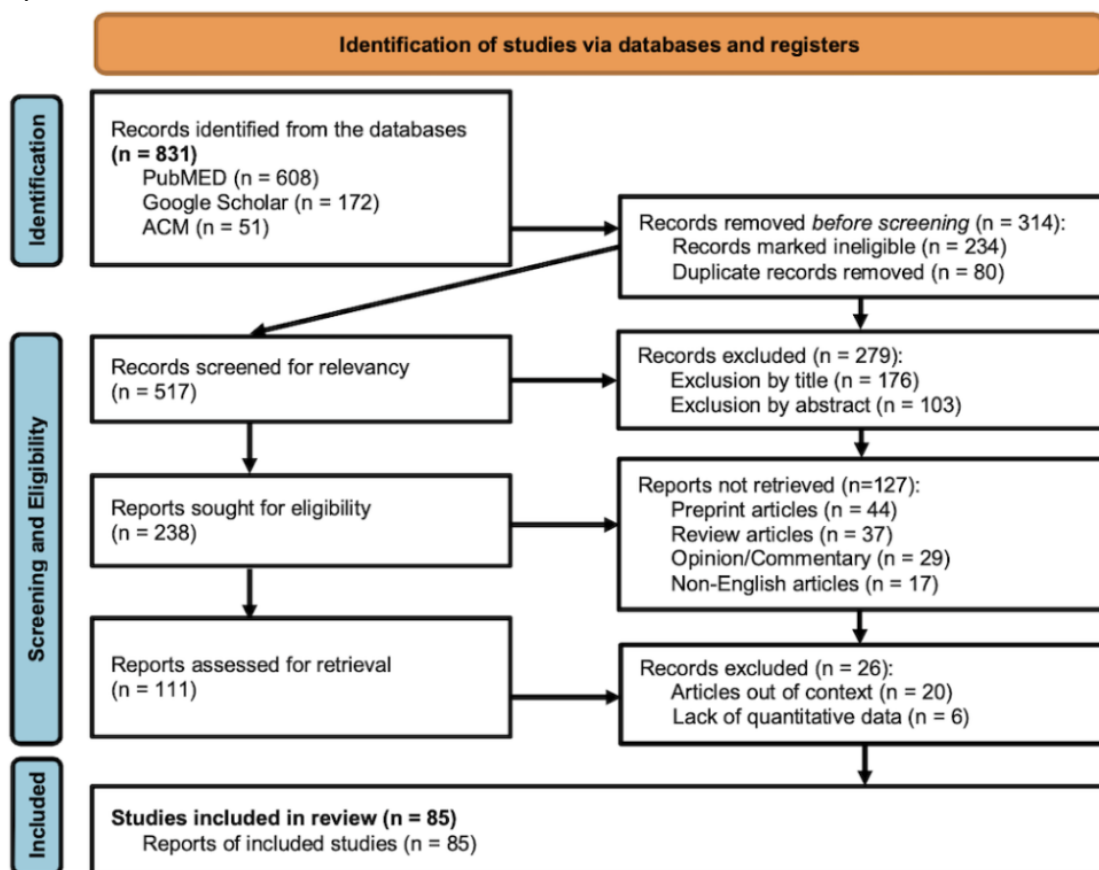 Identification of studies via databases and registers
Identification
Records identified from the databases
(n = 831)
PubMED (n = 608)
Google Scholar (n = 172)
ACM (n = 51)
Records removed before screening (n = 314):
Records marked ineligible (n = 234)
Duplicate records removed (n = 80)
Screening and Eligibility
Records screened for relevancy
(n = 517)
Records excluded (n = 279):
Exclusion by title (n = 176)
Exclusion by abstract (n = 103)
Reports sought for eligibility
(n = 238)
Reports not retrieved (n=127):
Preprint articles (n = 44)
Review articles (n = 37)
Opinion/Commentary (n = 29)
Non-English articles (n = 17)
Reports assessed for retrieval
(n = 111)
Records excluded (n = 26):
Articles out of context (n = 20)
Lack of quantitative data (n = 6)
Included
Studies included in review (n = 85)
Reports of included studies (n = 85)